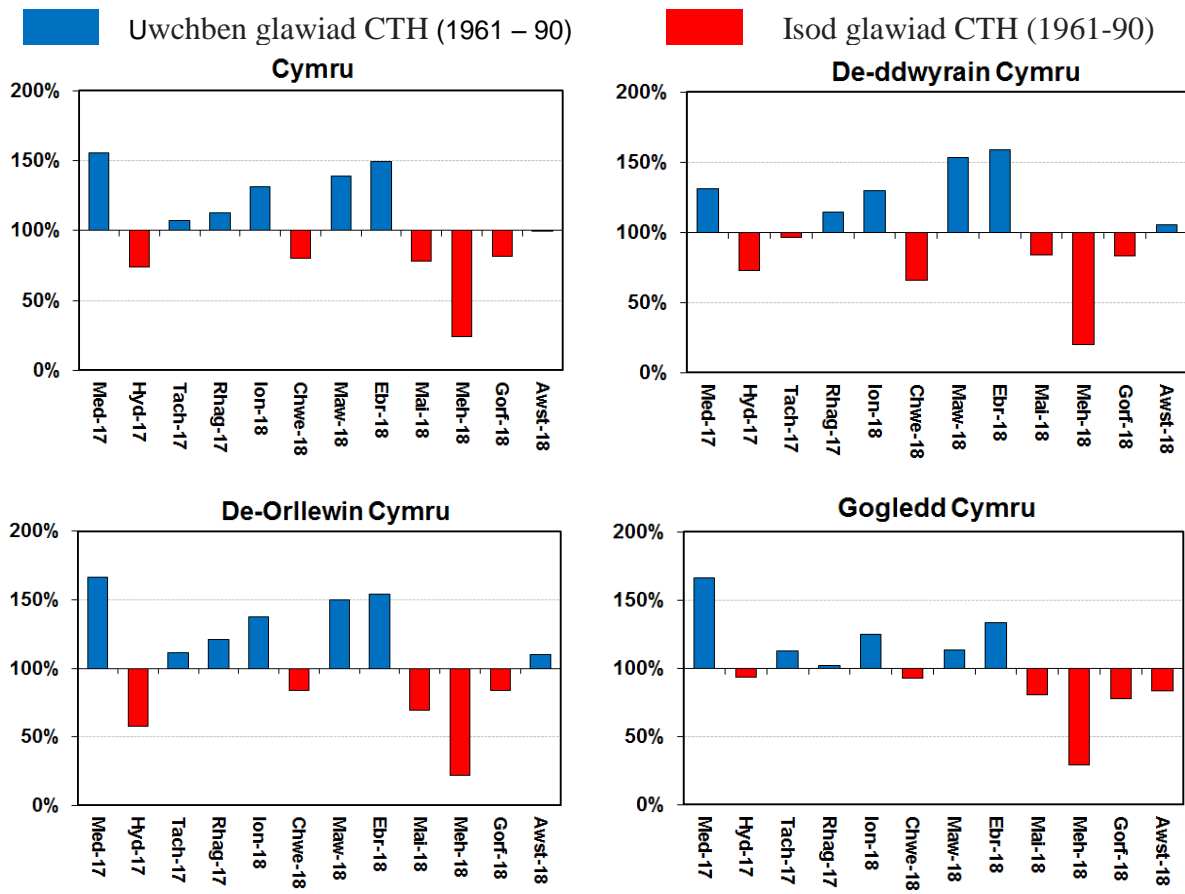 Uwchben glawiad CTH (1961 – 90)
Isod glawiad CTH (1961-90)
Cymru
200%
150%
100%
50%
0%
Med-17
Hyd-17
Tach-17
Rhag-17
Ion-18
Chwe-18
Maw-18
Ebr-18
Mai-18
Meh-18
Gorf-18
Awst-18
De-ddwyrain Cymru
200%
150%
100%
50%
0%
Med-17
Hyd-17
Tach-17
Rhag-17
Ion-18
Chwe-18
Maw-18
Ebr-18
Mai-18
Meh-18
Gorf-18
Awst-18
De-Orllewin Cymru
200%
150%
100%
50%
0%
Med-17
Hyd-17
Tach-17
Rhag-17
Ion-18
Chwe-18
Maw-18
Ebr-18
Mai-18
Meh-18
Gorf-18
Awst-18
Gogledd Cymru
200%
150%
100%
50%
0%
Med-17
Hyd-17
Tach-17
Rhag-17
Ion-18
Chwe-18
Maw-18
Ebr-18
Mai-18
Meh-18
Gorf-18
Awst-18